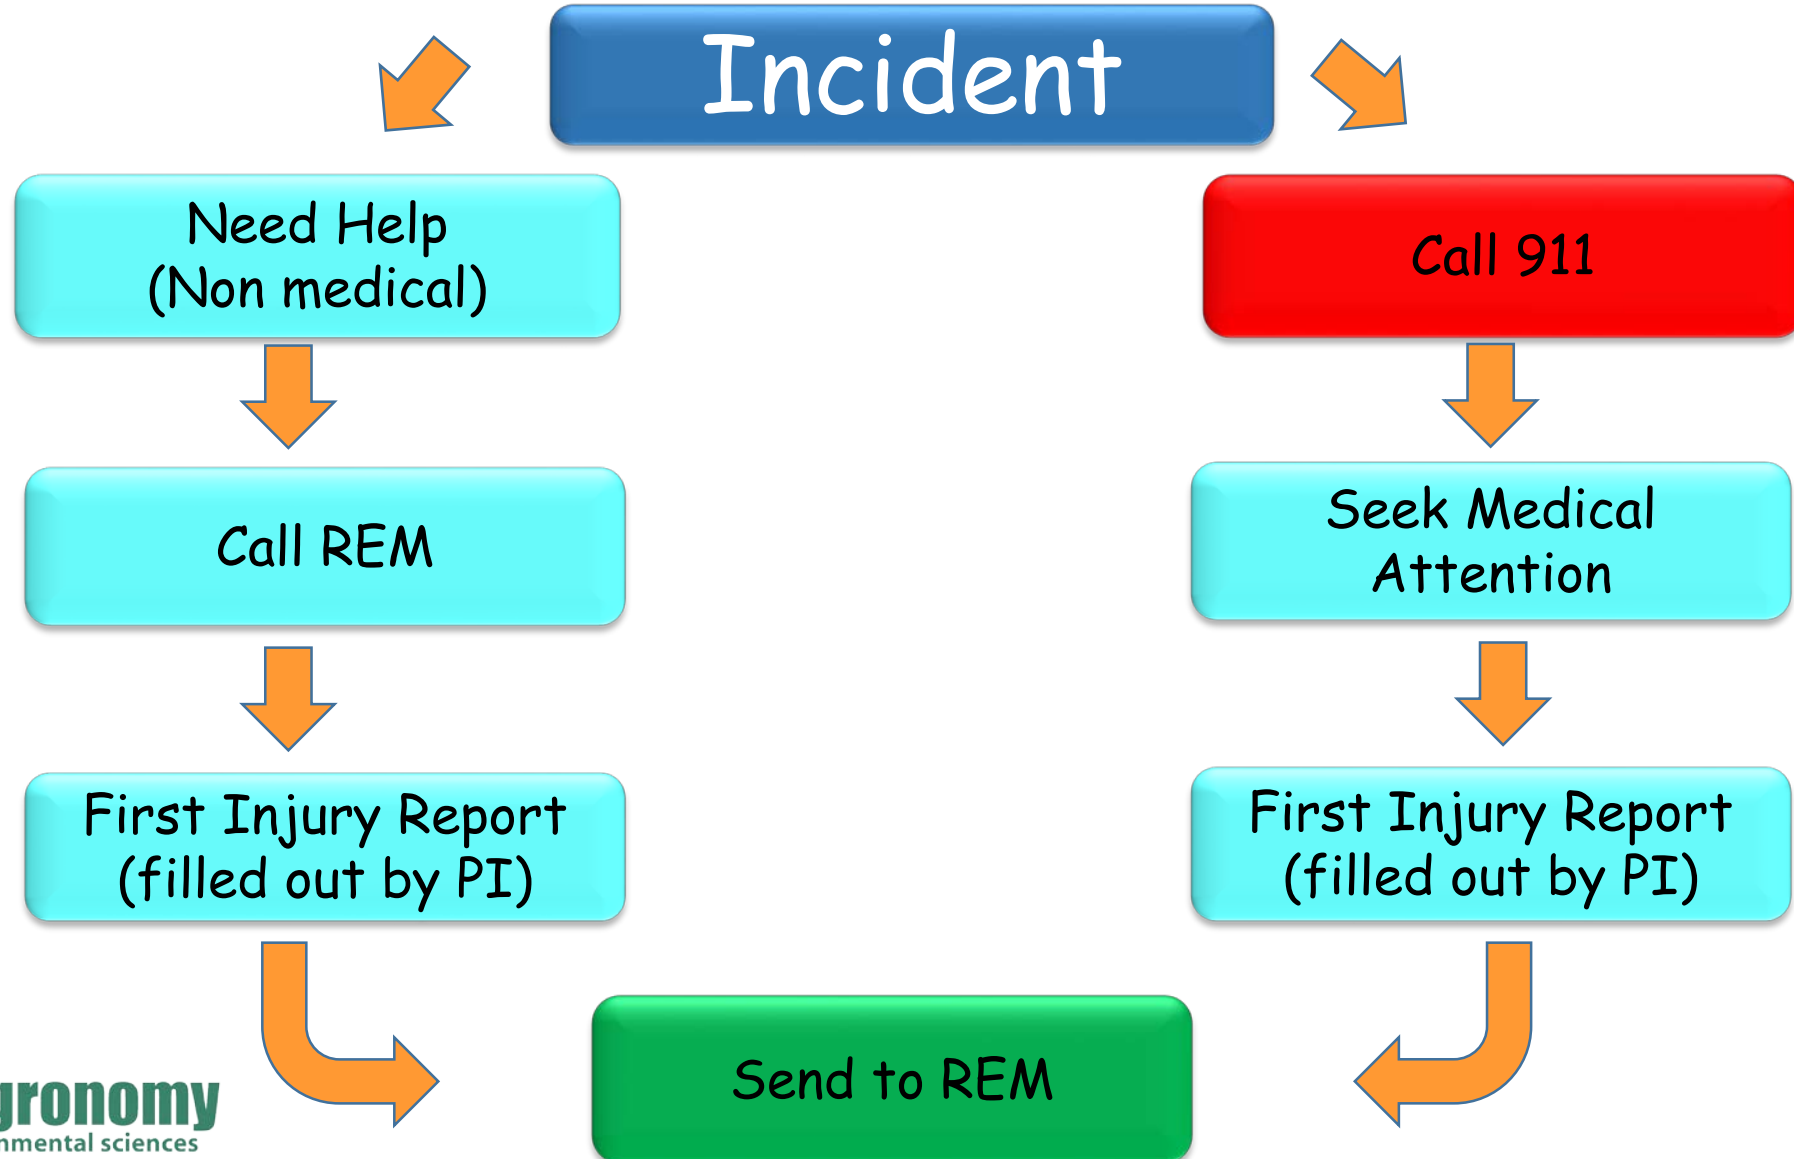 Incident
Need Help
(Non medical)
Call 911
Call REM
Seek Medical
Attention
First Injury Report
(filled out by PI)
First Injury Report
(filled out by PI)
Send to REM
gronomy
nmental sciences